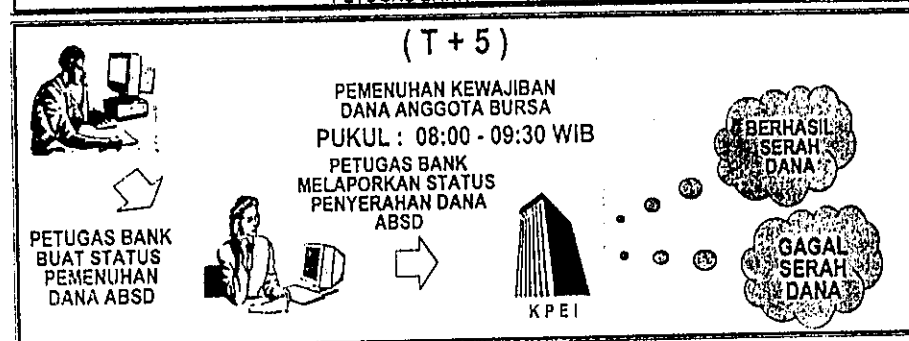 ( T + 5 )
PEMENUHAN KEWAJIBAN
DANA ANGGOTA BURSA
PUKUL : 08:00 - 09:30 WIB
PETUGAS BANK
MELAPORKAN STATUS
PENYERAHAN DANA
ABSD
PETUGAS BANK
BUAT STATUS
PEMENUHAN
DANA ABSD
KPEI
BERHASIL
SERAH
DANA
GAGAL
SERAH
DANA